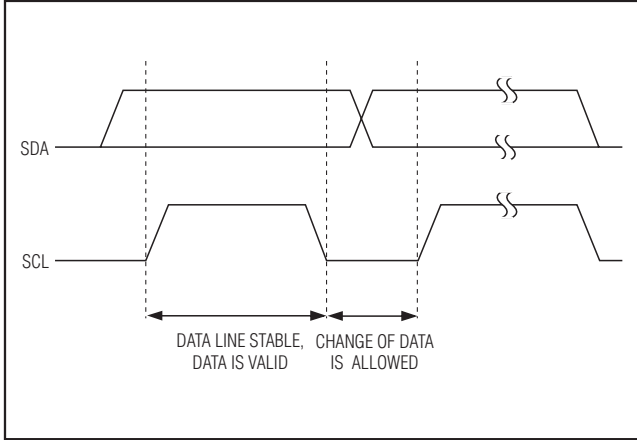 SDA
SCL
DATA LINE STABLE,
DATA IS VALID
CHANGE OF DATA
IS ALLOWED